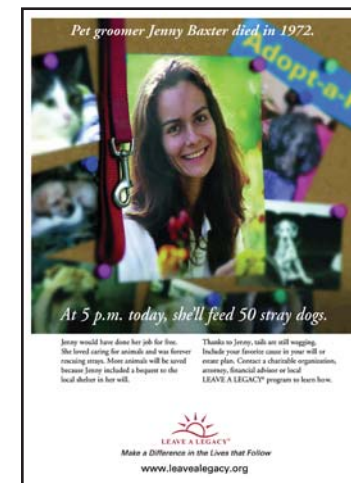 Pet groomer Jenny Baxter died in 1972.
Adopt-a-
At 5 p.m. today, she'll feed 50 stray dogs.
Jenny would have done her job for free.
She loved caring for animals and was forever
rescuing strays. More animals will be saved
because Jenny included a bequest to the
local shelter in her will.
Thanks to Jenny, tails are still wagging.
Include your favorite cause in your will or
estate plan. Contact a charitable organization,
attorney, financial advisor or local
LEAVE A LEGACY® program to learn how.
LEAVE A LEGACY®
Make a Difference in the Lives that Follow
www.leavealegacy.org